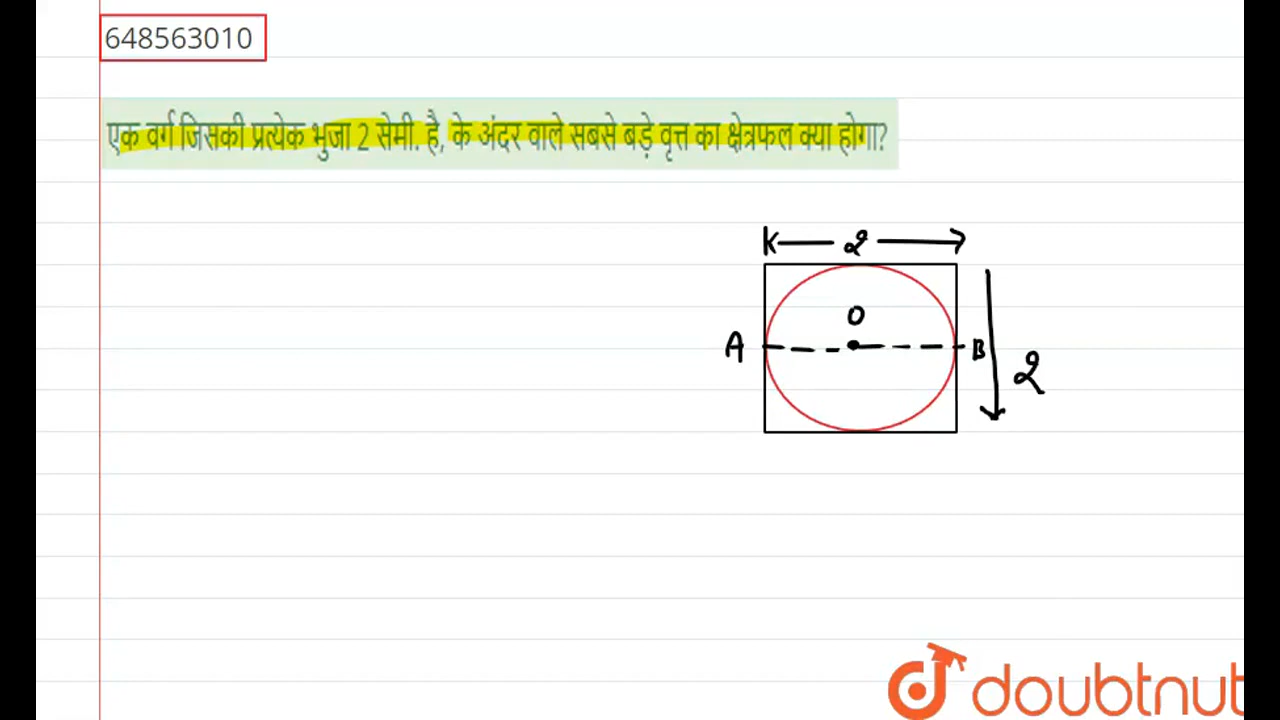 648563010
एक वर्ग जिसकी प्रत्येक भुजा 2 सेमी. है, के अंदर वाले सबसे बड़े वृत्त का क्षेत्रफल क्या होगा?
2
O
A B
2
doubtnut